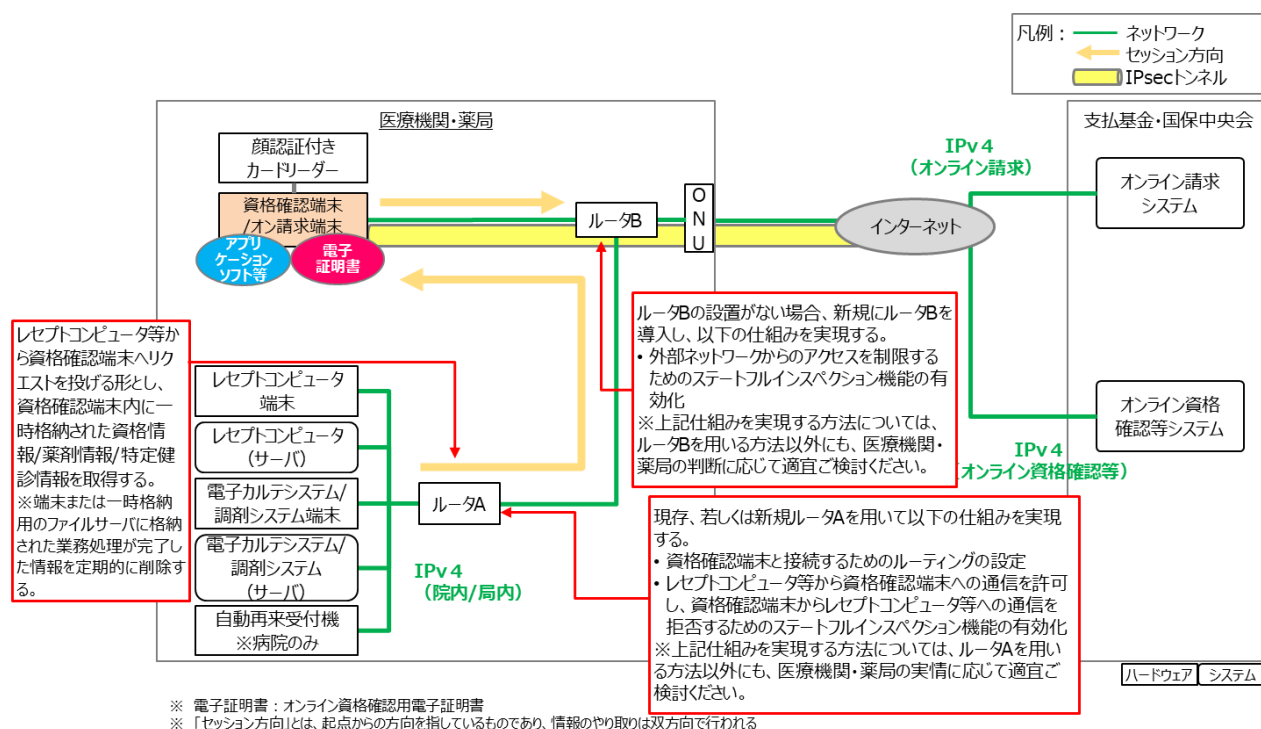 凡例：
ネットワーク
セッション方向
IPsecトンネル
医療機関・薬局
支払基金・国保中央会
顔認証付き
カードリーダー
資格確認端末
/オン請求端末
アプリ
ケーション
ソフト等
電子
証明書
ルータB
O
N
U
インターネット
IPv４
（オンライン請求）
オンライン請求
システム
オンライン資格
確認等システム
IPv４
（オンライン資格確認等）
ルータBの設置がない場合、新規にルータBを
導入し、以下の仕組みを実現する。
• 外部ネットワークからのアクセスを制限する
ためのステートフルインスペクション機能の有
効化
※上記仕組みを実現する方法については、
ルータBを用いる方法以外にも、医療機関・
薬局の判断に応じて適宜ご検討ください。
レセプトコンピュータ等か
ら資格確認端末へリク
エストを投げる形とし、
資格確認端末内に一
時格納された資格情
報/薬剤情報/特定健
診情報を取得する。
※端末または一時格納
用のファイルサーバに格納
された業務処理が完了し
た情報を定期的に削除す
る。
レセプトコンピュータ
端末
レセプトコンピュータ
（サーバ）
電子カルテシステム/
調剤システム端末
電子カルテシステム/
調剤システム
（サーバ）
自動再来受付機
※病院のみ
ルータA
IPv４
（院内/局内）
現存、若しくは新規ルータAを用いて以下の仕組みを実現
する。
• 資格確認端末と接続するためのルーティングの設定
• レセプトコンピュータ等から資格確認端末への通信を許可
し、資格確認端末からレセプトコンピュータ等への通信を
拒否するためのステートフルインスペクション機能の有効化
※上記仕組みを実現する方法については、ルータAを用い
る方法以外にも、医療機関・薬局の実情に応じて適宜ご
検討ください。
ハードウェア
システム
※ 電子証明書：オンライン資格確認用電子証明書
※ 「セッション方向」とは、起点からの方向を指しているものであり、情報のやり取りは双方向で行われる